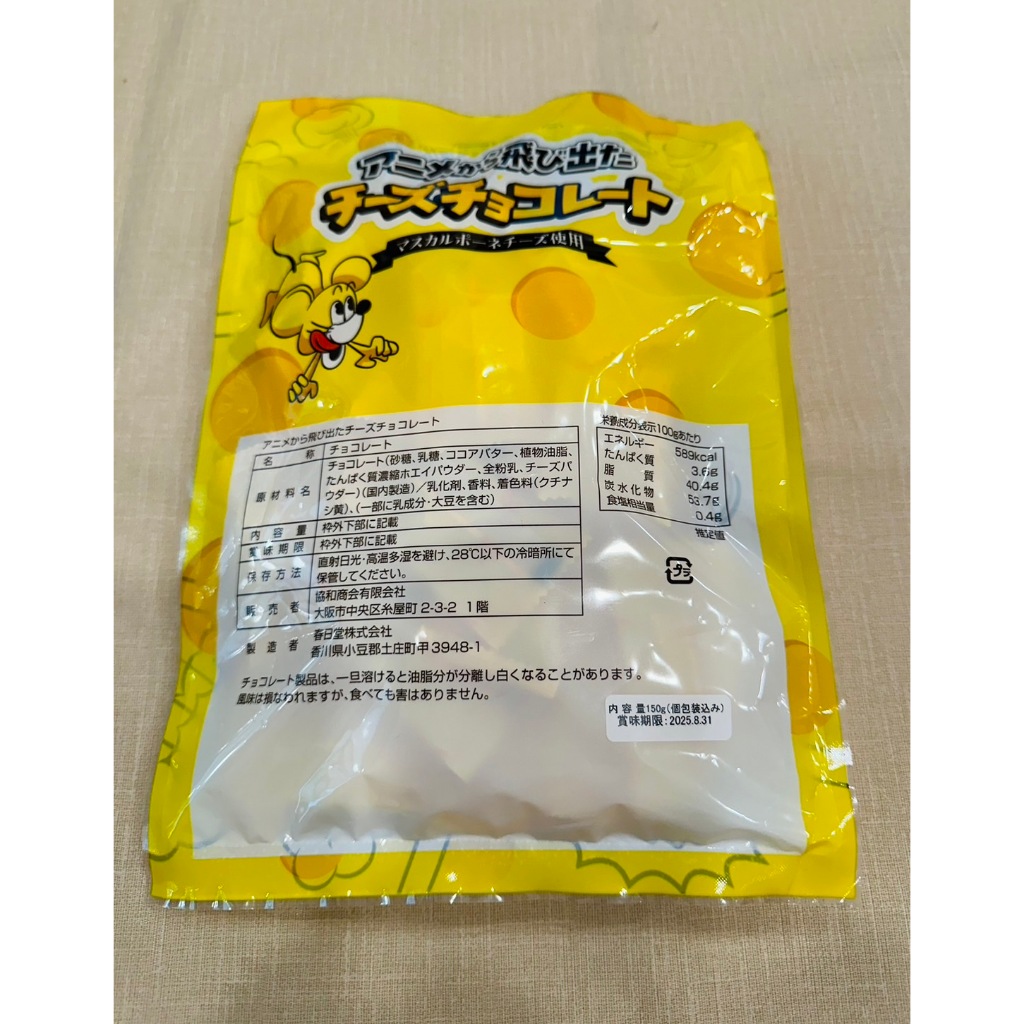 アニメから飛び出た
チーズチョコレート
マスカルポーネチーズ使用
アニメから飛び出たチーズチョコレート
名 称 チョコレート
原材料名 チョコレート(砂糖、乳糖、ココアバター、植物油脂、
たんぱく質濃縮ホエイパウダー、全粉乳、チーズパ
ウダー)(国内製造)/乳化剤、香料、着色料(クチナ
シ黄)、(一部に乳成分・大豆を含む)
内 容 量 枠外下部に記載
賞味期限 枠外下部に記載
保存方法 直射日光・高温多湿を避け、28℃以下の冷暗所にて
保管してください。
販 売 者 協和商会有限会社
大阪市中央区糸屋町 2-3-2 1階
製 造 者 春日堂株式会社
香川県小豆郡土庄町甲3948-1
チョコレート製品は、一旦溶けると油脂分が分離し白くなることがあります。
風味は損なわれますが、食べても害はありません。
栄養成分表示100gあたり
エネルギー 589kcal
たんぱく質 3.6g
脂 質 40.4g
炭水化物 53.7g
食塩相当量 0.4g
推定値
プラ
内 容 量150g(個包装込み)
賞味期限:2025.8.31